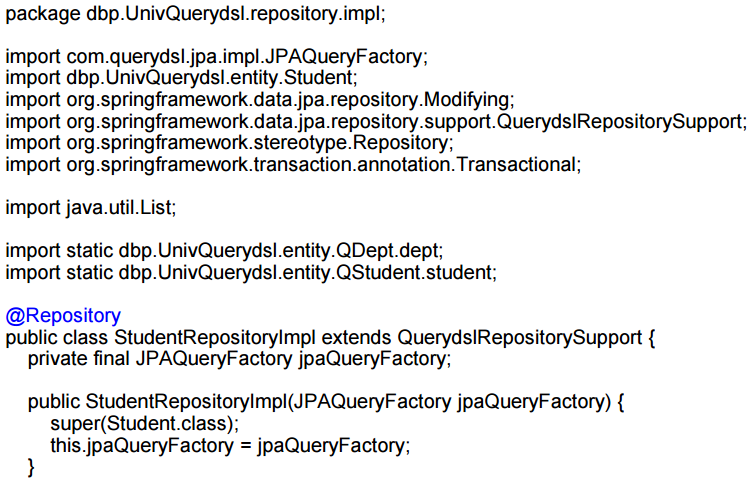 package dbp.UnivQuerydsl.repository.impl;

import com.querydsl.jpa.impl.JPAQueryFactory;
import dbp.UnivQuerydsl.entity.Student;
import org.springframework.data.jpa.repository.Modifying;
import org.springframework.data.jpa.repository.support.QuerydslRepositorySupport;
import org.springframework.stereotype.Repository;
import org.springframework.transaction.annotation.Transactional;

import java.util.List;

import static dbp.UnivQuerydsl.entity.QDept.dept;
import static dbp.UnivQuerydsl.entity.QStudent.student;

@Repository
public class StudentRepositoryImpl extends QuerydslRepositorySupport {
    private final JPAQueryFactory jpaQueryFactory;

    public StudentRepositoryImpl(JPAQueryFactory jpaQueryFactory) {
        super(Student.class);
        this.jpaQueryFactory = jpaQueryFactory;
    }